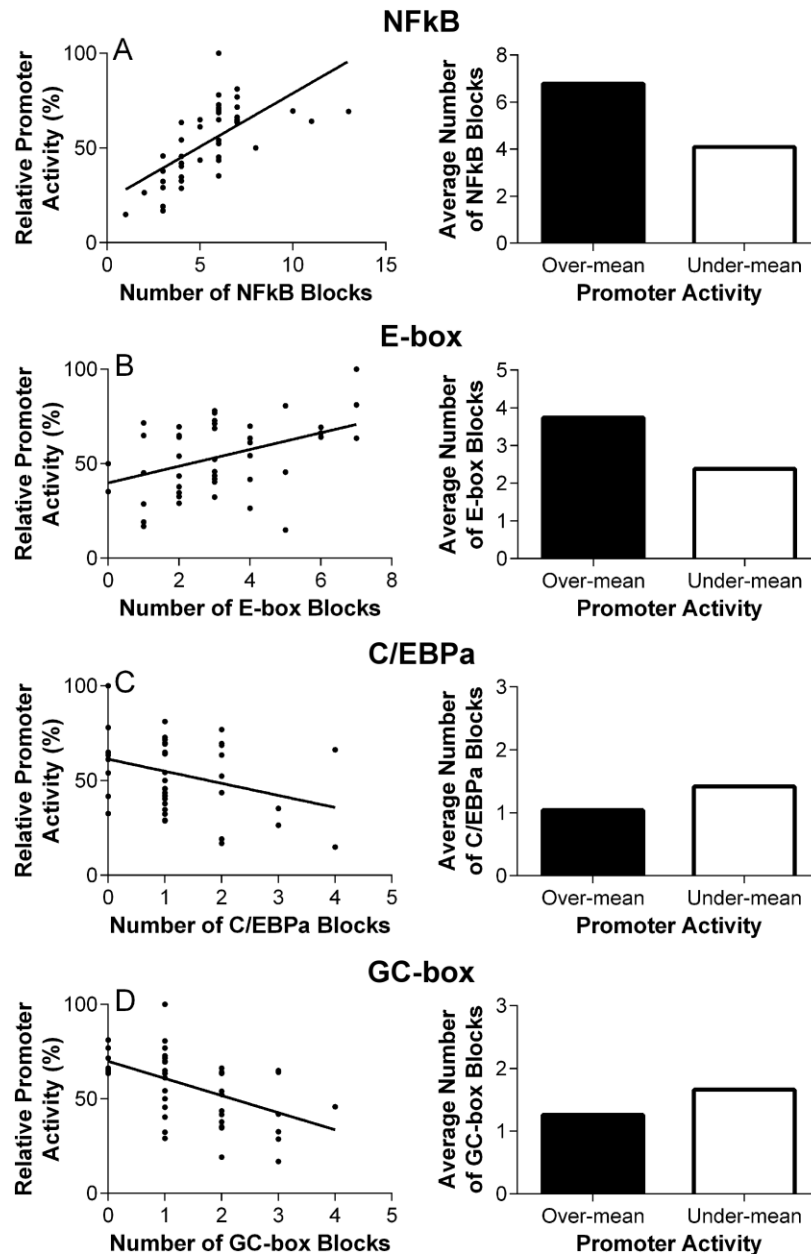 NFkB
A
Relative Promoter
Activity (%)
100
50
0
0
5
10
15
Number of NFkB Blocks
Average Number
of NFkB Blocks
8
6
4
2
0
Over-mean
Under-mean
Promoter Activity
E-box
B
Relative Promoter
Activity (%)
100
50
0
0
2
4
6
8
Number of E-box Blocks
Average Number
of E-box Blocks
5
4
3
2
1
0
Over-mean
Under-mean
Promoter Activity
C/EBPa
C
Relative Promoter
Activity (%)
100
50
0
0
1
2
3
4
5
Number of C/EBPa Blocks
Average Number
of C/EBPa Blocks
3
2
1
0
Over-mean
Under-mean
Promoter Activity
GC-box
D
Relative Promoter
Activity (%)
100
50
0
0
1
2
3
4
5
Number of GC-box Blocks
Average Number
of GC-box Blocks
3
2
1
0
Over-mean
Under-mean
Promoter Activity